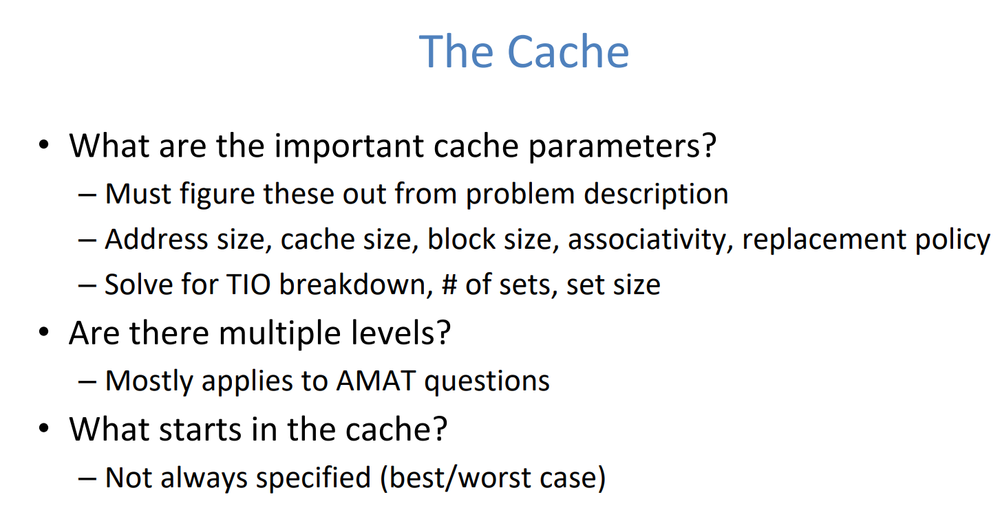 The Cache
• What are the important cache parameters?
– Must figure these out from problem description
– Address size, cache size, block size, associativity, replacement policy
– Solve for TIO breakdown, # of sets, set size
• Are there multiple levels?
– Mostly applies to AMAT questions
• What starts in the cache?
– Not always specified (best/worst case)